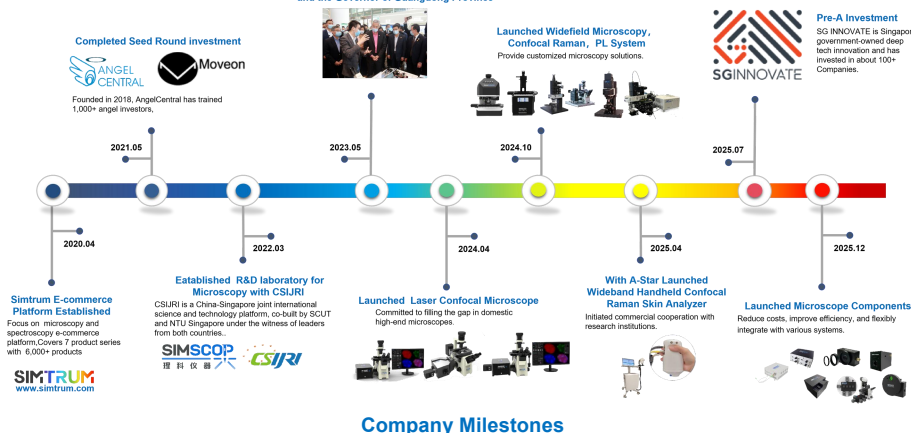 and the Governor of Guangdong Province
Completed Seed Round investment
ANGEL
CENTRAL
Moveon
Founded in 2018, AngelCentral has trained
1,000+ angel investors,
Launched Widefield Microscopy,
Confocal Raman, PL System
Provide customized microscopy solutions.
SGINNOVATE
Pre-A Investment
SG INNOVATE is Singapor
government-owned deep
tech innovation and has
invested in about 100+
Companies.
2021.05
2023.05
2024.10
2025.07
2020.04
2022.03
2024.04
2025.04
2025.12
Simtrum E-commerce
Platform Established
Focus on microscopy and
spectroscopy e-commerce
platform,Covers 7 product series
with 6,000+ products
SIMTRUM
www.simtrum.com
Eatablished R&D laboratory for
Microscopy with CSIJRI
CSIJRI is a China-Singapore joint international
science and technology platform, co-built by SCUT
and NTU Singapore under the witness of leaders
from both countries..
SIMSCOP
理科仪器
CSIJRI
Launched Laser Confocal Microscope
Committed to filling the gap in domestic
high-end microscopes.
With A-Star Launched
Wideband Handheld Confocal
Raman Skin Analyzer
Initiated commercial cooperation with
research institutions.
Launched Microscope Components
Reduce costs, improve efficiency, and flexibly
integrate with various systems.
Company Milestones